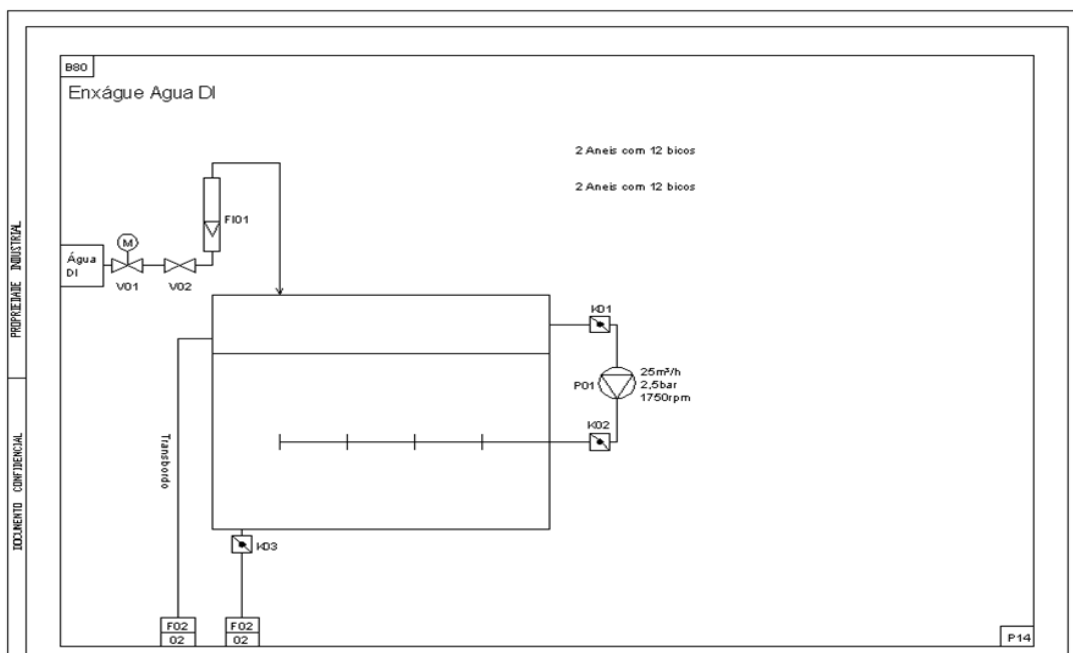 B80
Enxágue Agua DI
2 Aneis com 12 bicos
2 Aneis com 12 bicos
FI01
M
Água
DI
V01
V02
K01
P01
25m³/h
2,5bar
1750rpm
K02
Transbordo
K03
F02
02
F02
02
P14
PROPRIEDADE INDUSTRIAL
DOCUMENTO CONFIDENCIAL